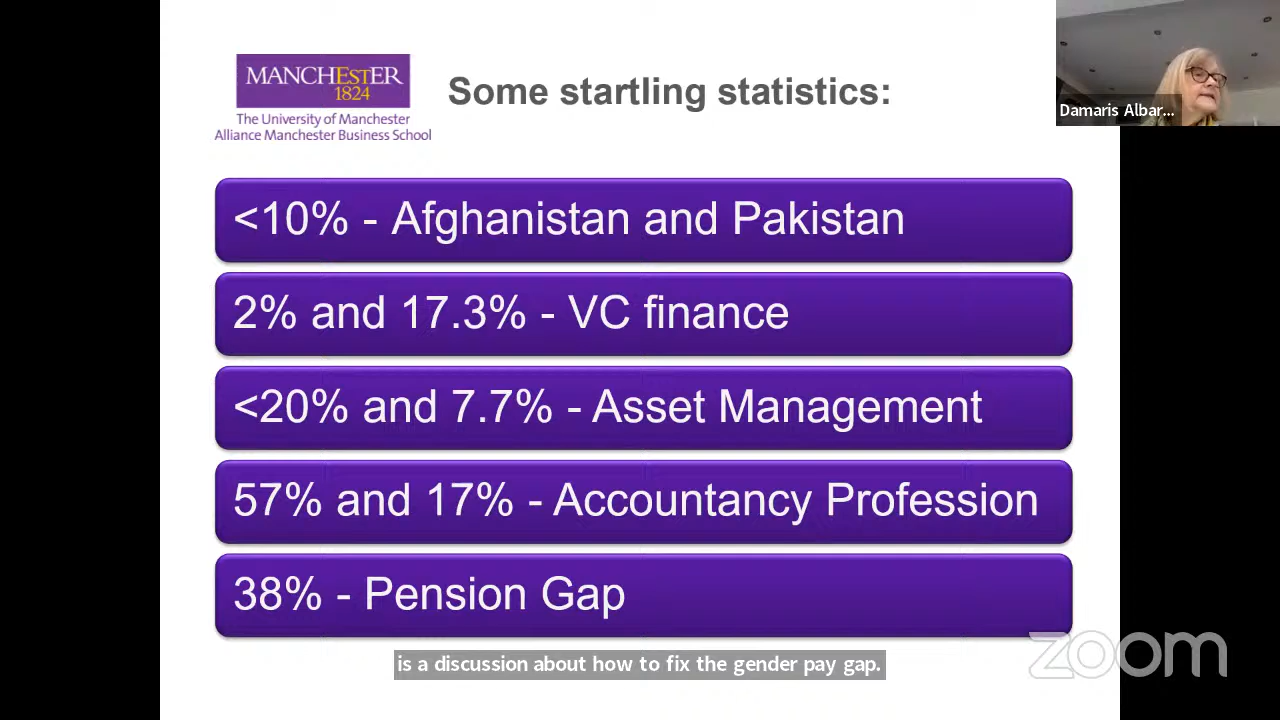 MANCHESTER
1824
The University of Manchester
Alliance Manchester Business School
Some startling statistics:
Damaris Albar...
<10% - Afghanistan and Pakistan
2% and 17.3% - VC finance
<20% and 7.7% - Asset Management
57% and 17% - Accountancy Profession
38% - Pension Gap
is a discussion about how to fix the gender pay gap.
zoom